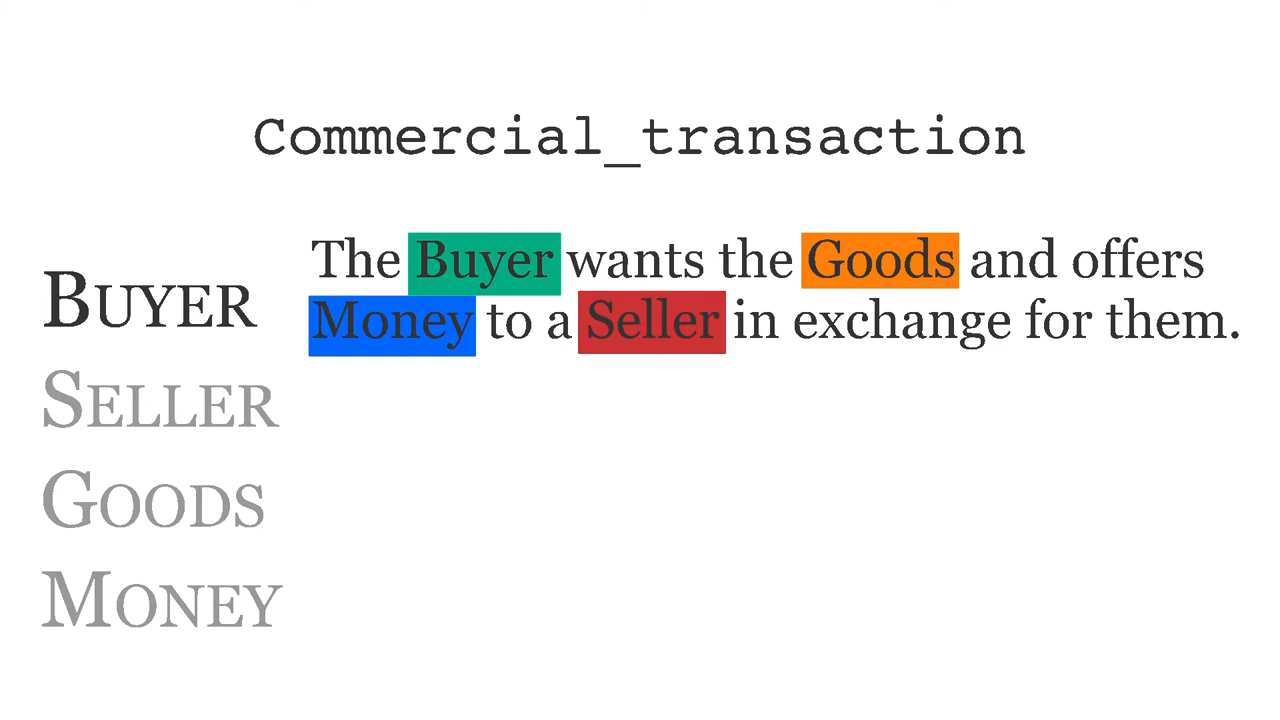 Commercial_transaction
BUYER
The Buyer wants the Goods and offers
Money to a Seller in exchange for them.
SELLER
GOODS
MONEY